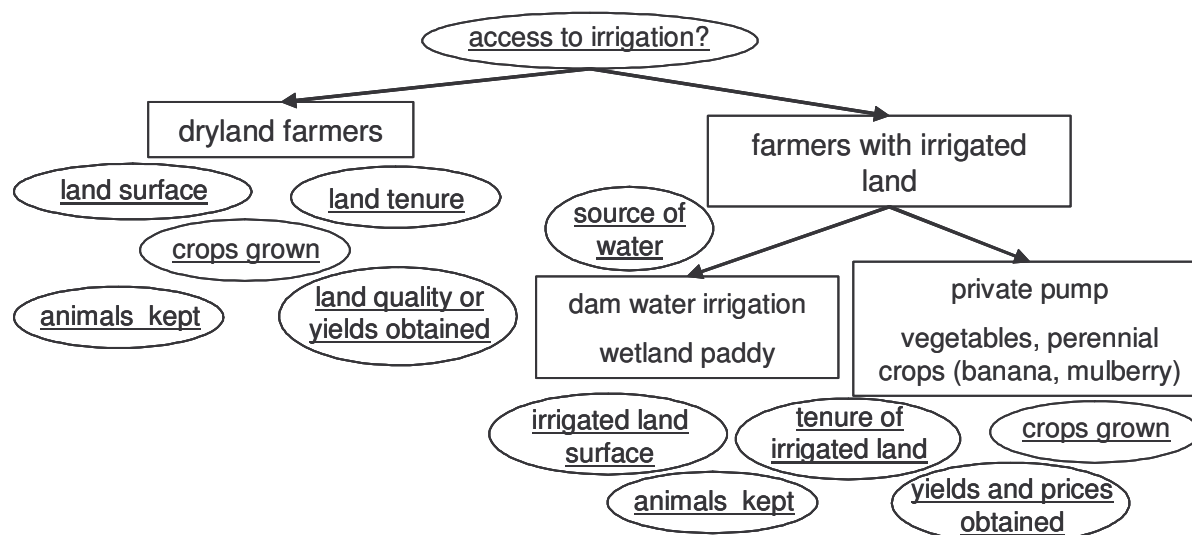 access to irrigation?
dryland farmers
farmers with irrigated
land
land surface
land tenure
source of
water
crops grown
animals kept
land quality or
yields obtained
dam water irrigation
wetland paddy
private pump
vegetables, perennial
crops (banana, mulberry)
irrigated land
surface
tenure of
irrigated land
crops grown
animals kept
yields and prices
obtained